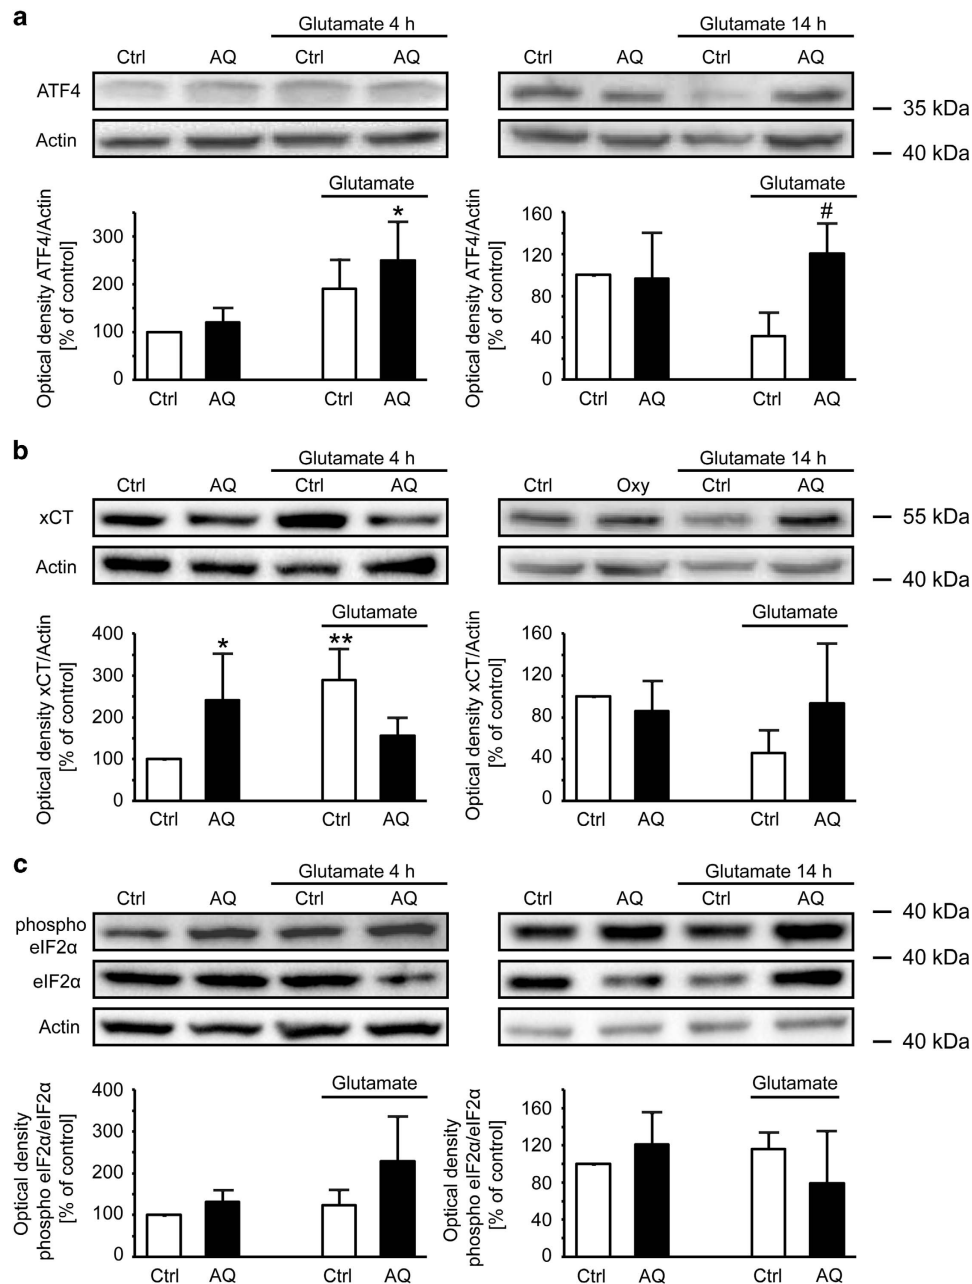 a
Glutamate 4 h
Glutamate 14 h
Ctrl AQ Ctrl AQ
Ctrl AQ Ctrl AQ
ATF4
35 kDa
Actin
40 kDa
Optical density ATF4/Actin
[% of control]
300
200
100
0
Glutamate
*
Ctrl AQ Ctrl AQ
Optical density ATF4/Actin
[% of control]
160
120
80
40
0
Glutamate
#
Ctrl AQ Ctrl AQ
b
Glutamate 4 h
Glutamate 14 h
Ctrl AQ Ctrl AQ
Ctrl Oxy Ctrl AQ
xCT
55 kDa
Actin
40 kDa
Optical density xCT/Actin
[% of control]
400
300
200
100
0
Glutamate
* **
Ctrl AQ Ctrl AQ
Optical density xCT/Actin
[% of control]
160
120
80
40
0
Glutamate
Ctrl AQ Ctrl AQ
c
Glutamate 4 h
Glutamate 14 h
Ctrl AQ Ctrl AQ
Ctrl AQ Ctrl AQ
40 kDa
phospho
eIF2α
40 kDa
eIF2α
Actin
40 kDa
Optical density
phospho eIF2α/eIF2α
[% of control]
400
300
200
100
0
Glutamate
Ctrl AQ Ctrl AQ
Optical density
phospho eIF2α/eIF2α
[% of control]
160
120
80
40
0
Glutamate
Ctrl AQ Ctrl AQ